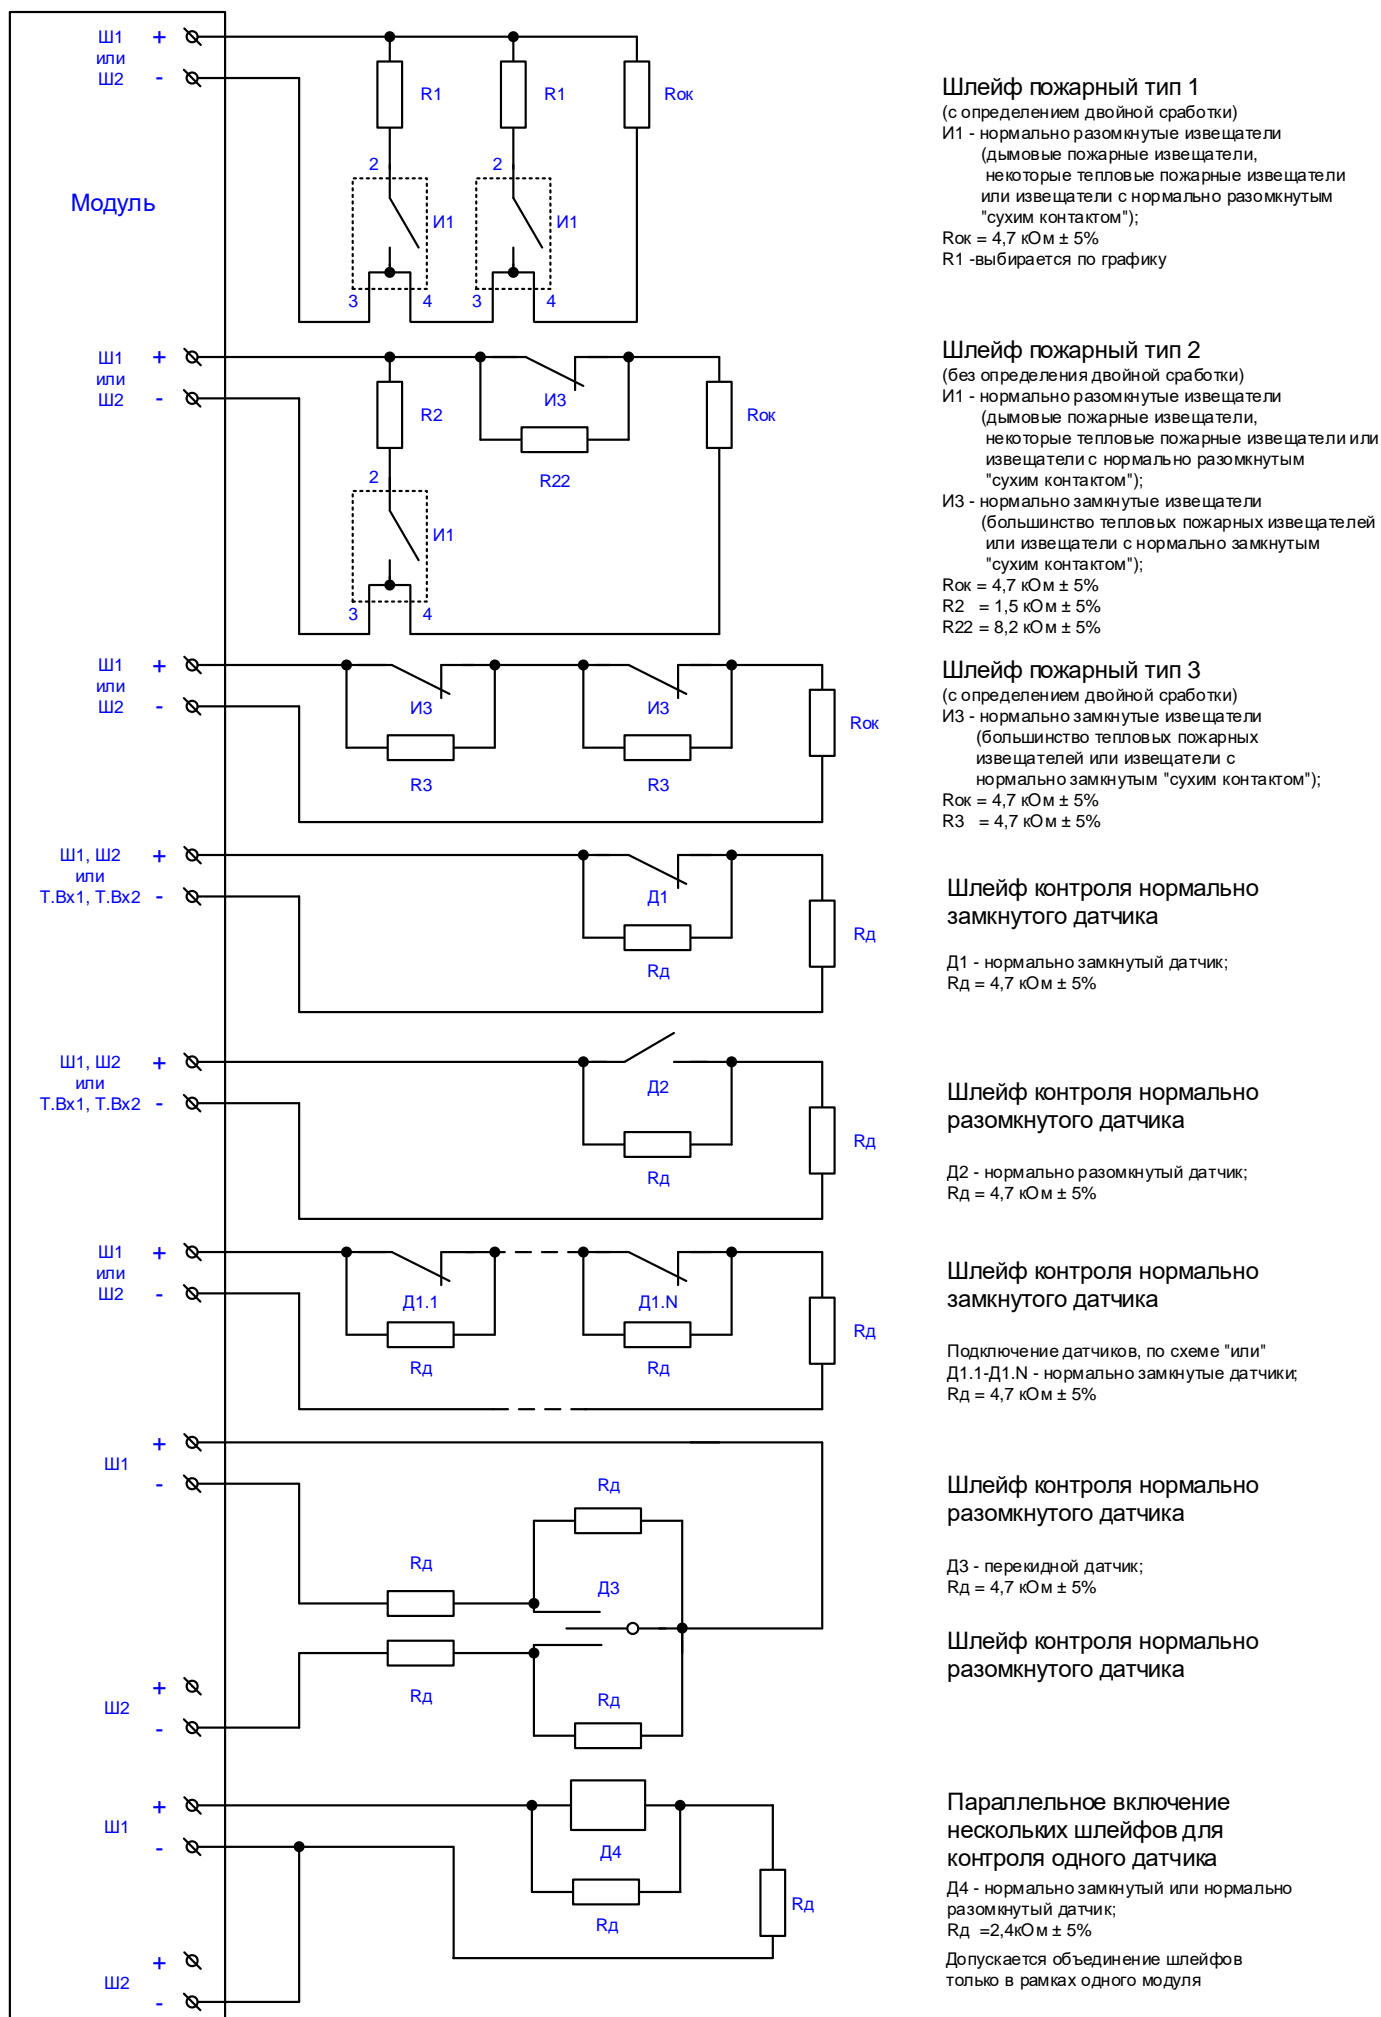 Модуль
Ш1
или
Ш2
+
-
R1
R1
Rок
2
2
И1
И1
3
4
3
4
Шлейф пожарный тип 1
(с определением двойной сработки)
И1 - нормально разомкнутые извещатели
(дымовые пожарные извещатели,
некоторые тепловые пожарные извещатели
или извещатели с нормально разомкнутым
"сухим контактом");
Rок = 4,7 кОм ± 5%
R1 -выбирается по графику
Ш1
или
Ш2
+
-
R2
И3
R22
Rок
2
И1
3
4
Шлейф пожарный тип 2
(без определения двойной сработки)
И1 - нормально разомкнутые извещатели
(дымовые пожарные извещатели,
некоторые тепловые пожарные извещатели или
извещатели с нормально разомкнутым
"сухим контактом");
И3 - нормально замкнутые извещатели
(большинство тепловых пожарных извещателей
или извещатели с нормально замкнутым
"сухим контактом");
Rок = 4,7 кОм ± 5%
R2 = 1,5 кОм ± 5%
R22 = 8,2 кОм ± 5%
Ш1
или
Ш2
+
-
И3
И3
R3
R3
Rок
Шлейф пожарный тип 3
(с определением двойной сработки)
И3 - нормально замкнутые извещатели
(большинство тепловых пожарных
извещателей или извещатели с
нормально замкнутым "сухим контактом");
Rок = 4,7 кОм ± 5%
R3 = 4,7 кОм ± 5%
Ш1, Ш2
или
Т.Вх1, Т.Вх2
+
-
Д1
Rд
Rд
Шлейф контроля нормально
замкнутого датчика
Д1 - нормально замкнутый датчик;
Rд = 4,7 кОм ± 5%
Ш1, Ш2
или
Т.Вх1, Т.Вх2
+
-
Д2
Rд
Rд
Шлейф контроля нормально
разомкнутого датчика
Д2 - нормально разомкнутый датчик;
Rд = 4,7 кОм ± 5%
Ш1
или
Ш2
+
-
Д1.1
Д1.N
Rд
Rд
Rд
Шлейф контроля нормально
замкнутого датчика
Подключение датчиков, по схеме "или"
Д1.1-Д1.N - нормально замкнутые датчики;
Rд = 4,7 кОм ± 5%
Ш1
+
-
Rд
Rд
Д3
Rд
Rд
Ш2
+
-
Шлейф контроля нормально
разомкнутого датчика
Д3 - перекидной датчик;
Rд = 4,7 кОм ± 5%
Шлейф контроля нормально
разомкнутого датчика
Ш1
+
-
Д4
Rд
Rд
Ш2
+
-
Параллельное включение
нескольких шлейфов для
контроля одного датчика
Д4 - нормально замкнутый или нормально
разомкнутый датчик;
Rд =2,4кОм ± 5%
Допускается объединение шлейфов
только в рамках одного модуля